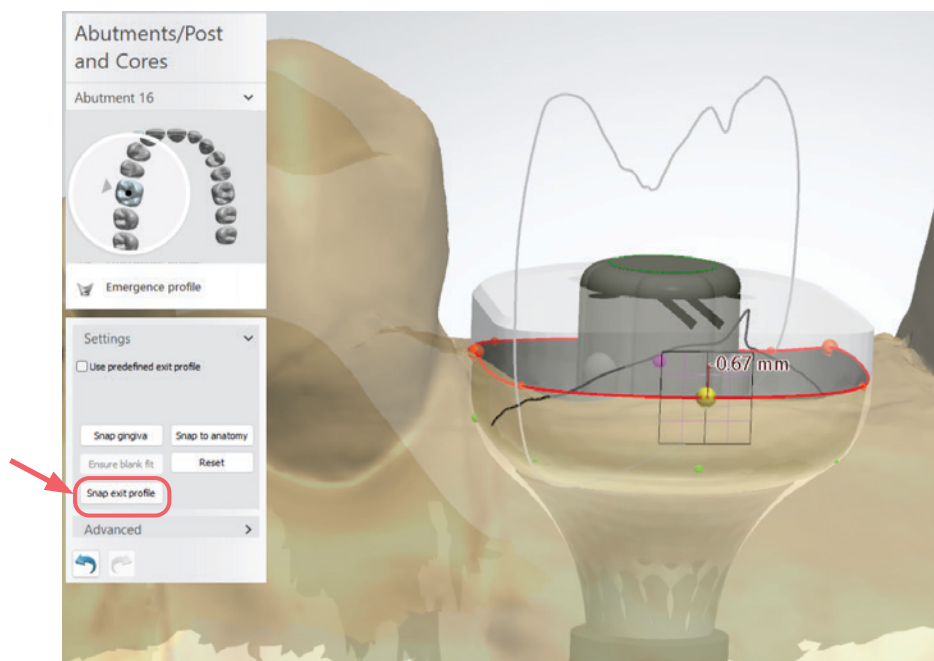 Abutments/Post
and Cores
Abutment 16
Emergence profile
Settings
Use predefined exit profile
Snap gingiva
Snap to anatomy
Ensure blank fit
Reset
Snap exit profile
Advanced
-0.67 mm